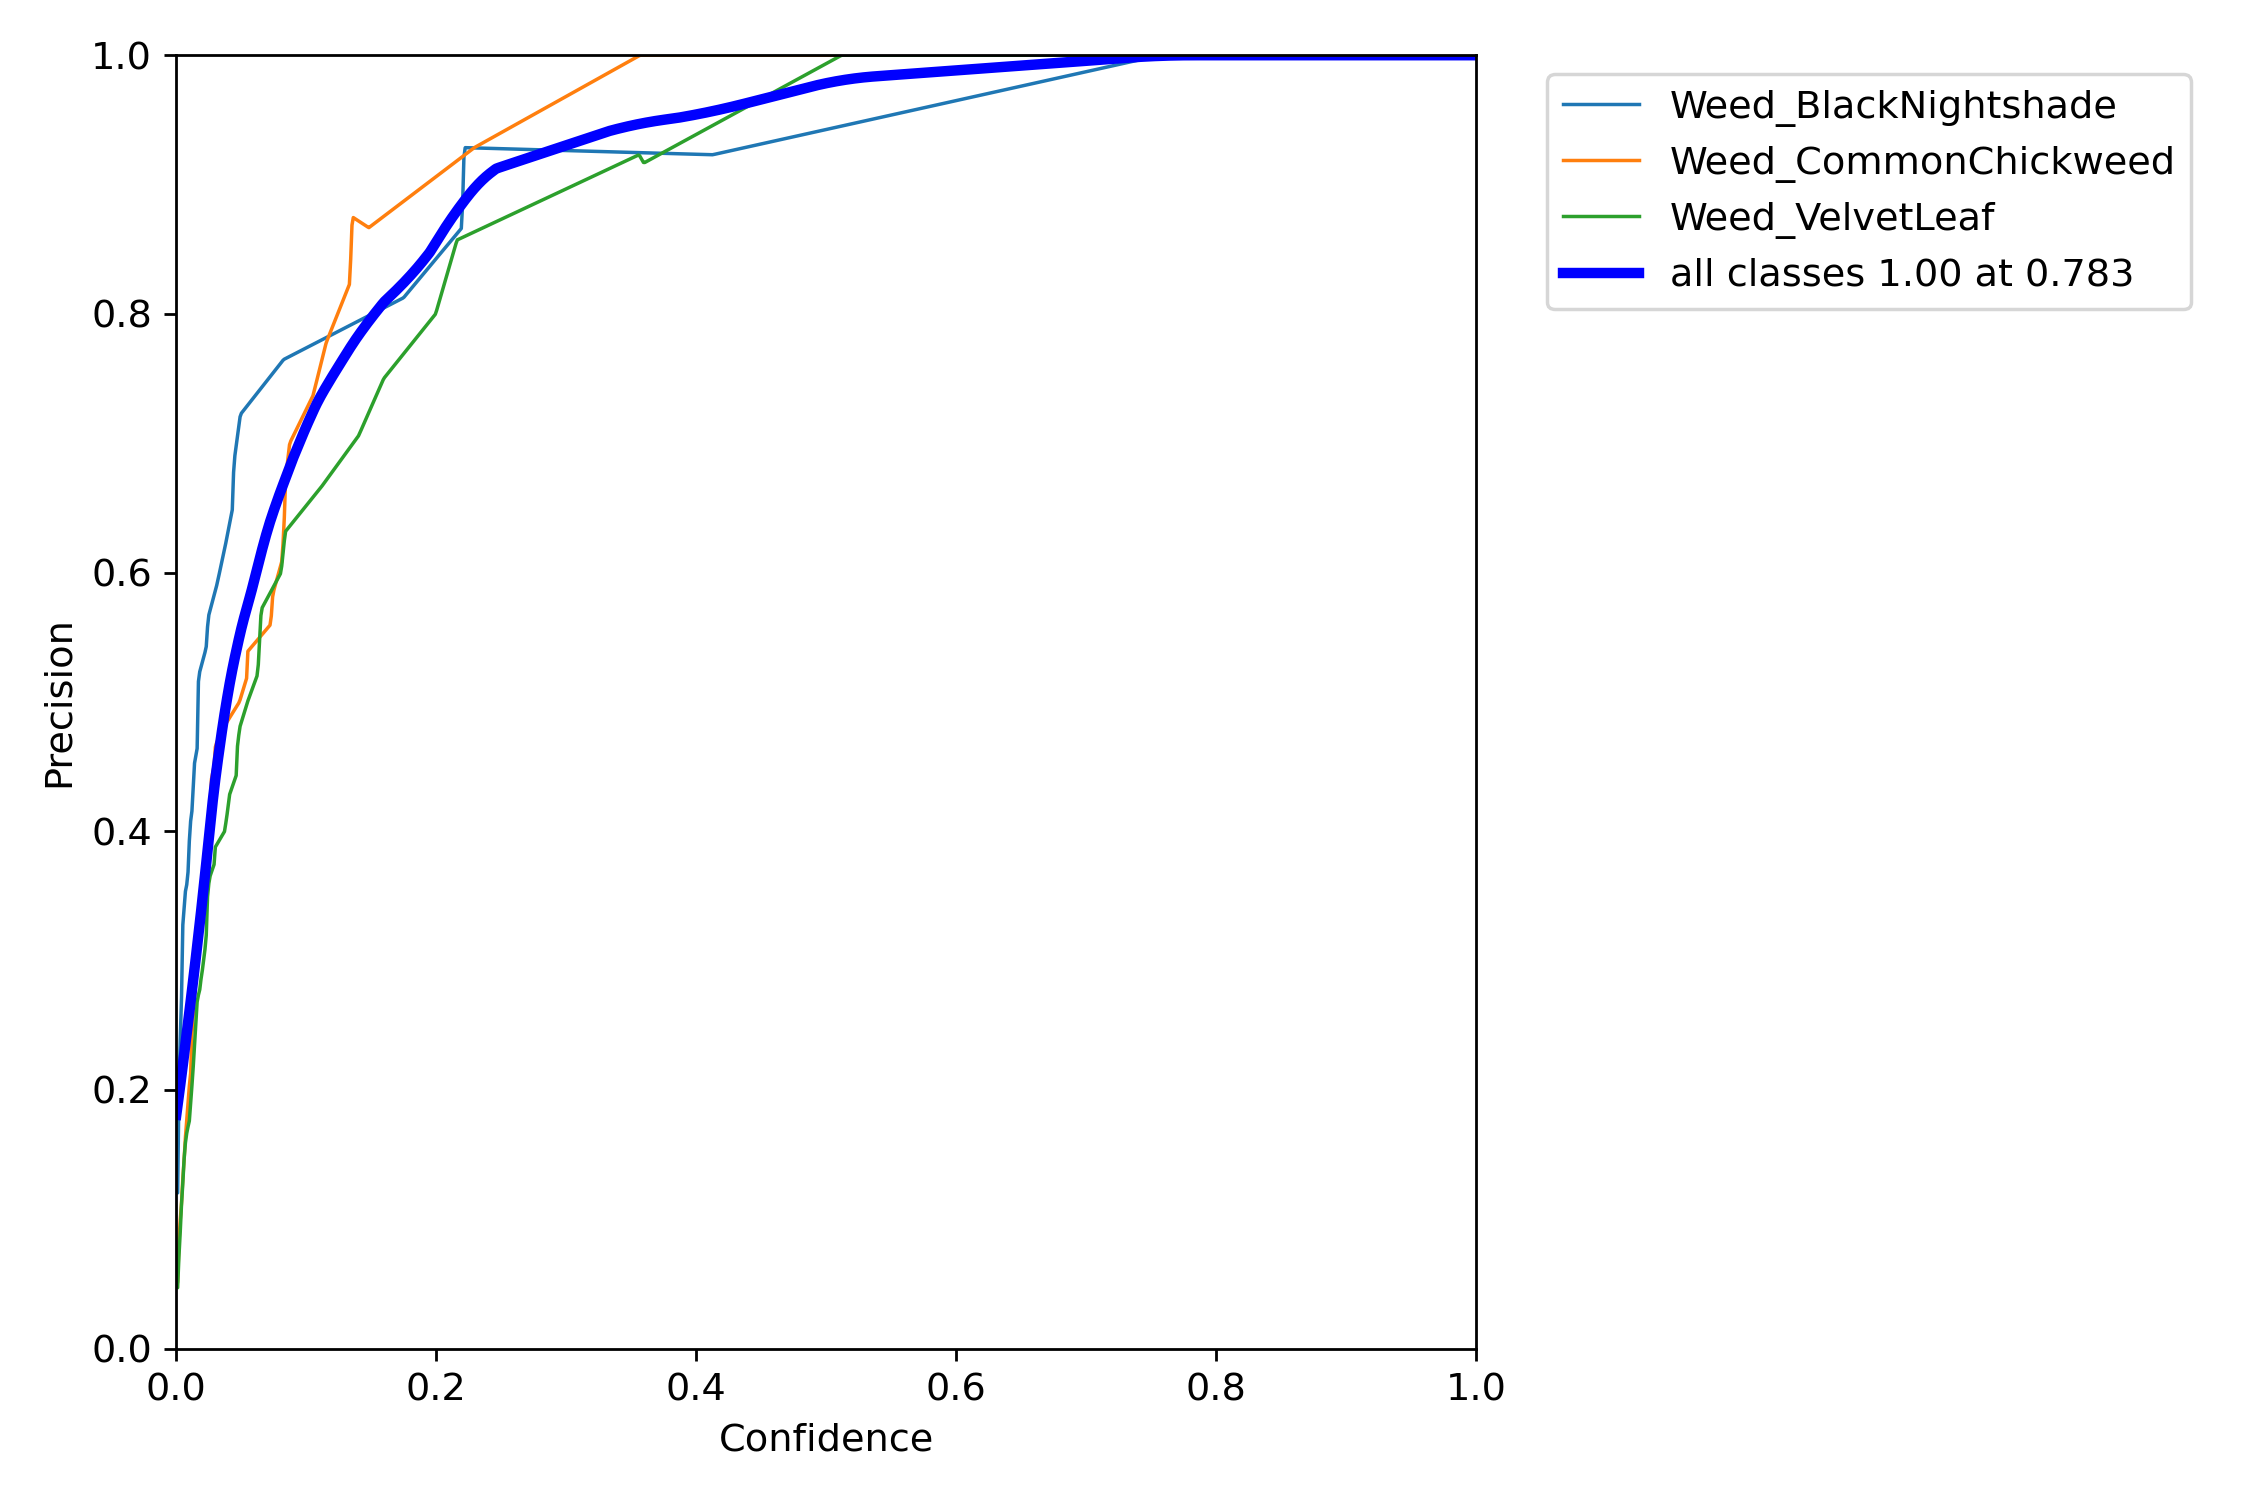 1.0
0.8
0.6
0.4
0.2
0.0
Precision
0.0 0.2 0.4 0.6 0.8 1.0
Confidence
Weed_BlackNightshade
Weed_CommonChickweed
Weed_VelvetLeaf
all classes 1.00 at 0.783